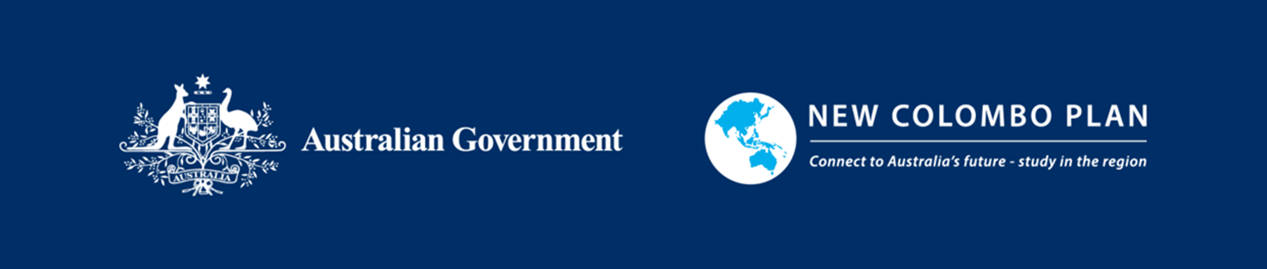 AUSTRALIA
Australian Government
NEW COLOMBO PLAN
Connect to Australia's future - study in the region